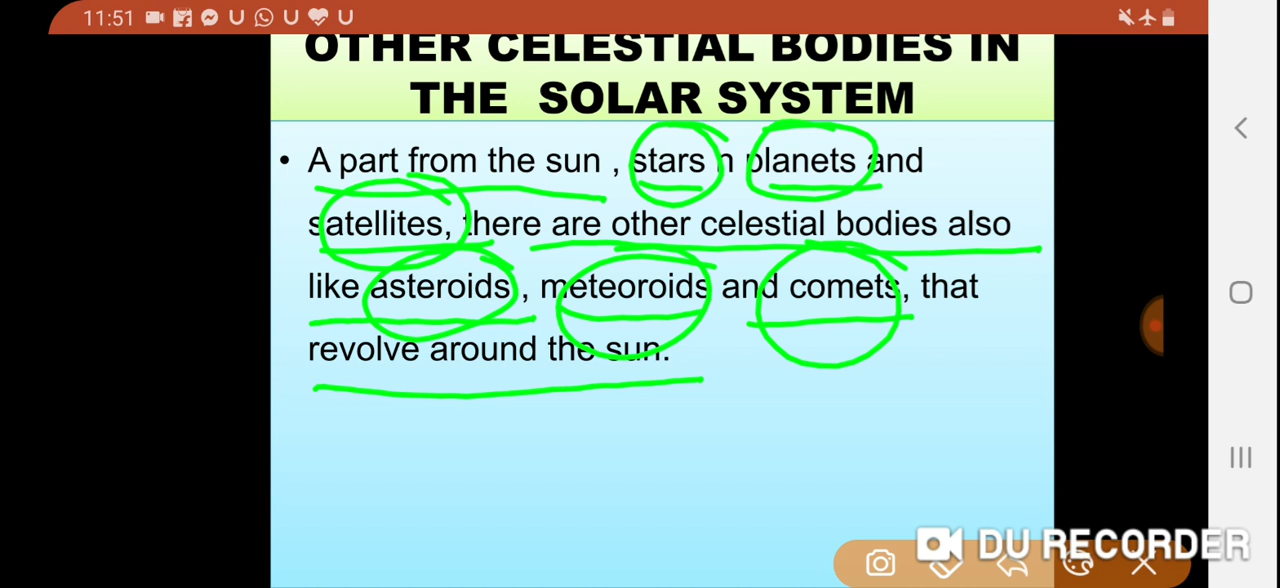 11:51
OTHER CELESTIAL BODIES IN
THE SOLAR SYSTEM
• A part from the sun , stars n planets and
satellites, there are other celestial bodies also
like asteroids , meteoroids and comets, that
revolve around the sun.
DU RECORDER